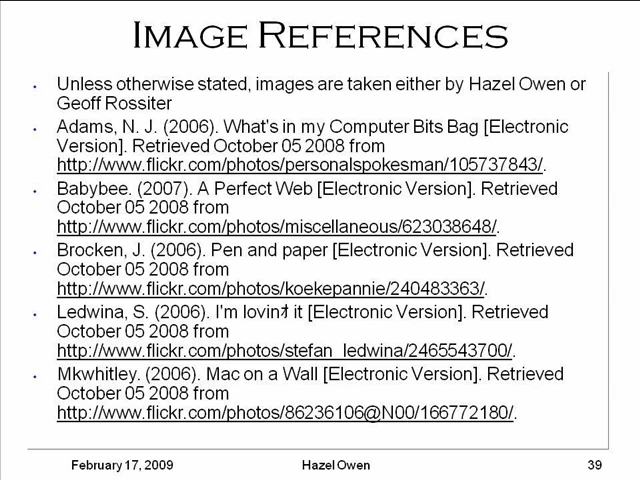 IMAGE REFERENCES
• Unless otherwise stated, images are taken either by Hazel Owen or
Geoff Rossiter
• Adams, N. J. (2006). What's in my Computer Bits Bag [Electronic
Version]. Retrieved October 05 2008 from
http://www.flickr.com/photos/personalspokesman/105737843/.
• Babybee. (2007). A Perfect Web [Electronic Version]. Retrieved
October 05 2008 from
http://www.flickr.com/photos/miscellaneous/623038648/.
• Brocken, J. (2006). Pen and paper [Electronic Version]. Retrieved
October 05 2008 from
http://www.flickr.com/photos/koekepannie/240483363/.
• Ledwina, S. (2006). I'm lovinｵ it [Electronic Version]. Retrieved
October 05 2008 from
http://www.flickr.com/photos/stefan_ledwina/2465543700/.
• Mkwhitley. (2006). Mac on a Wall [Electronic Version]. Retrieved
October 05 2008 from
http://www.flickr.com/photos/86236106@N00/166772180/.
February 17, 2009 Hazel Owen 39